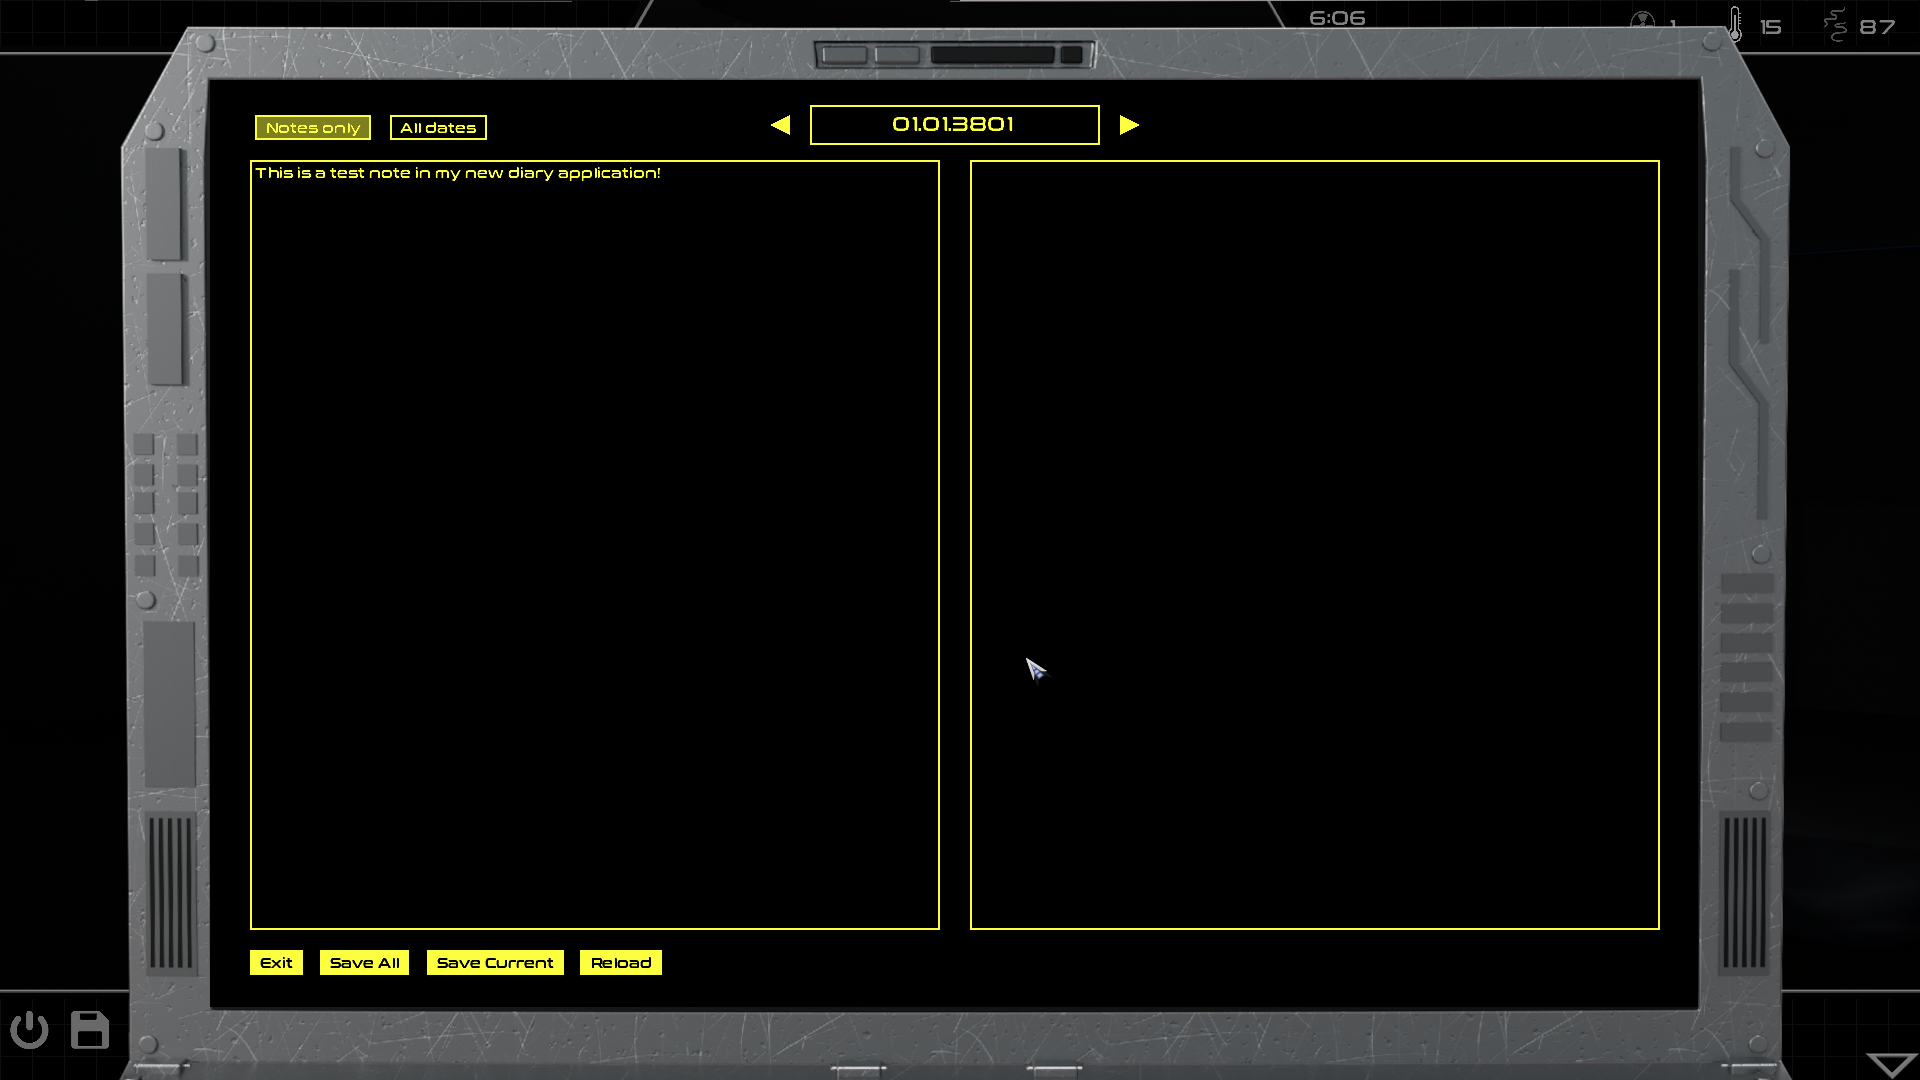 6:06
1
15
87
Notes only
All dates
01.01.3801
This is a test note in my new diary application!
Exit
Save All
Save Current
Reload